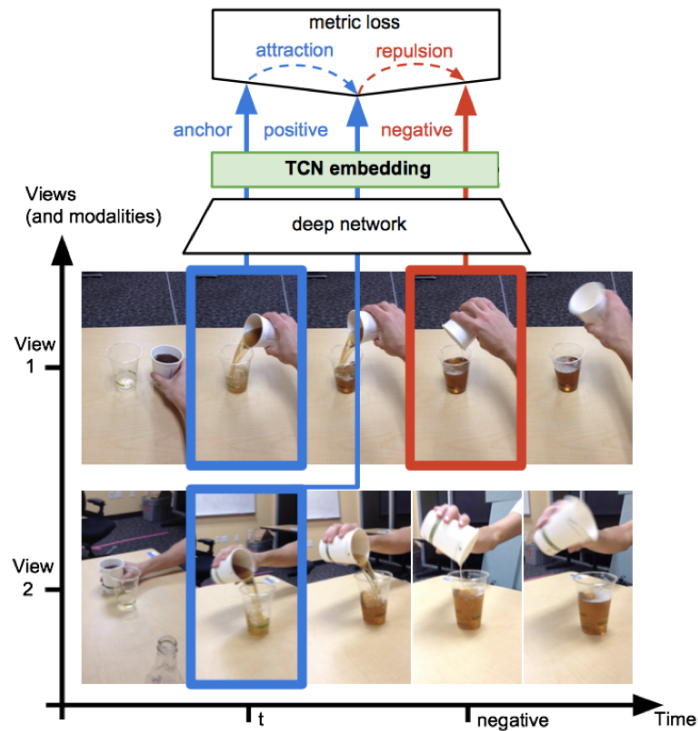 metric loss
attraction
repulsion
anchor
positive
negative
TCN embedding
Views
(and modalities)
deep network
View
1
View
2
t
negative
Time